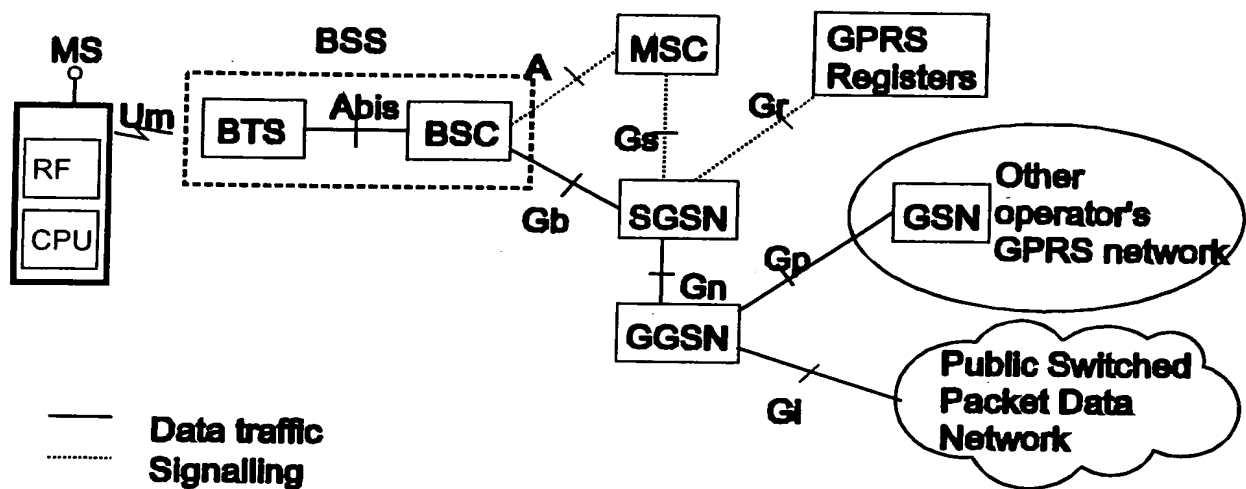 MS
BSS
MSC
GPRS
Registers
A
Um
Abis
BTS
BSC
RF
CPU
Gs
Gr
Gb
SGSN
GSN
Other
operator's
GPRS network
Gp
Gn
GGSN
Gi
Public Switched
Packet Data
Network
Data traffic
Signalling